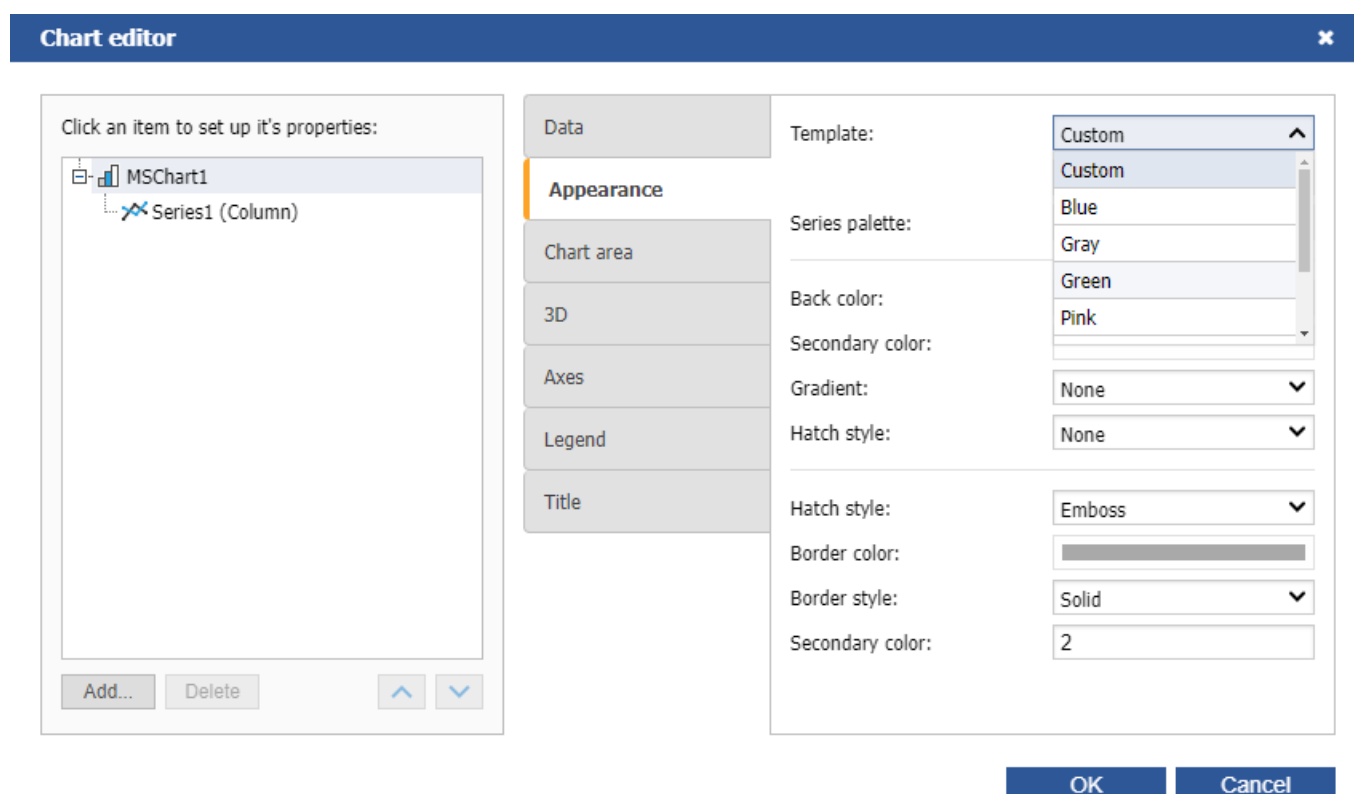 Chart editor
Click an item to set up it's properties:
MSChart1
Series1 (Column)
Add...
Delete
Data
Appearance
Chart area
3D
Axes
Legend
Title
Template:
Custom
Custom
Blue
Gray
Green
Pink
Series palette:
Back color:
Secondary color:
Gradient:
None
Hatch style:
None
Hatch style:
Emboss
Border color:
Border style:
Solid
Secondary color:
2
OK
Cancel